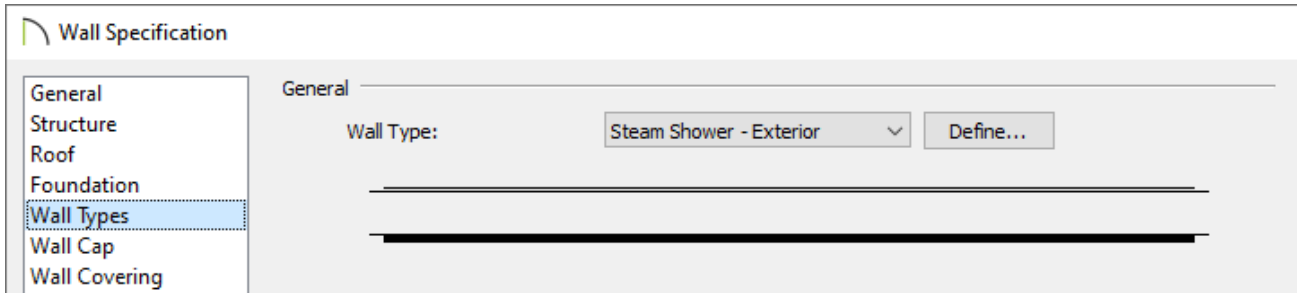 Wall Specification
General
Structure
Roof
Foundation
Wall Types
Wall Cap
Wall Covering
General
Wall Type: Steam Shower - Exterior Define...